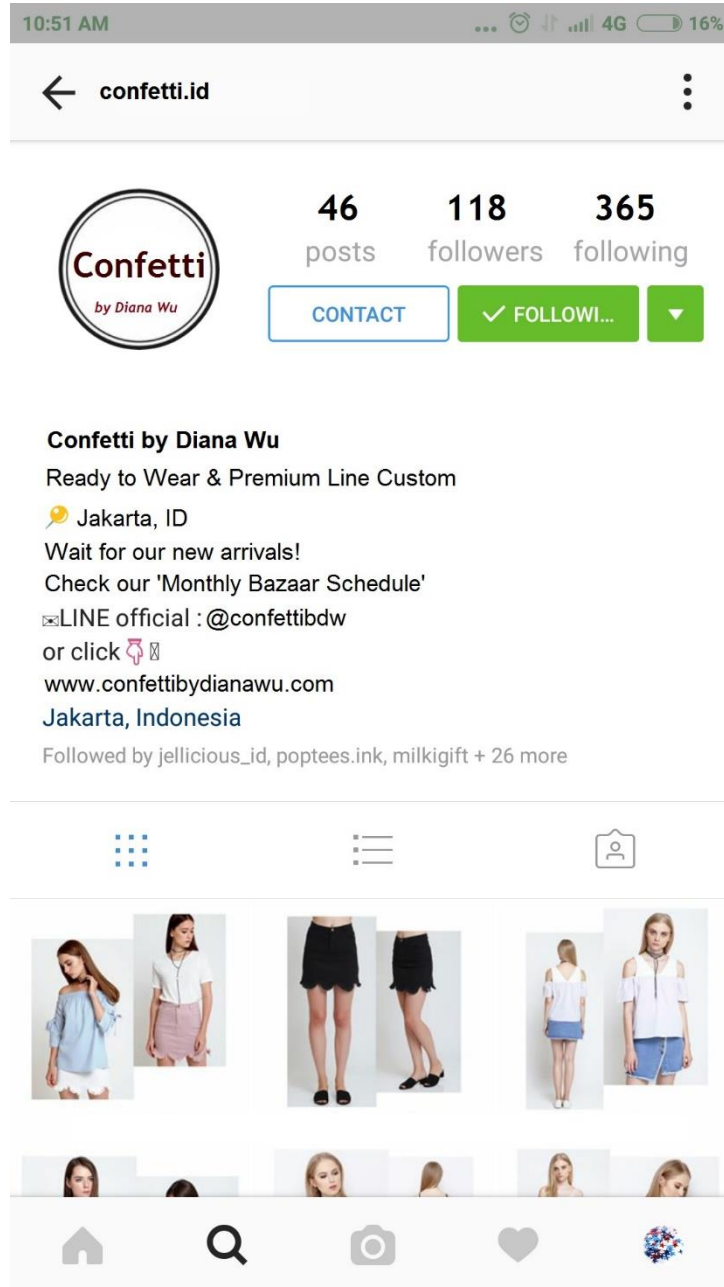 10:51 AM ... 4G 16%
confetti.id
46 118 365
posts followers following
Confetti
by Diana Wu
CONTACT FOLLOWI...
Confetti by Diana Wu
Ready to Wear & Premium Line Custom
Jakarta, ID
Wait for our new arrivals!
Check our 'Monthly Bazaar Schedule'
LINE official : @confettibdw
or click
www.confettibydianawu.com
Jakarta, Indonesia
Followed by jellicious_id, poptees.ink, milkigift + 26 more